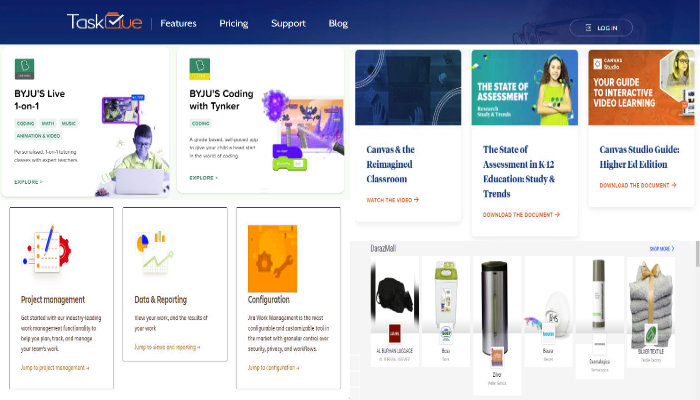 TaskQue
Features
Pricing
Support
Blog
LOG IN
BYJU'S Live
1-on-1
CODING
MATH
MUSIC
ANIMATION & VIDEO
Personalised, 1-on-1 tutoring
classes with expert teachers.
EXPLORE >
BYJU'S Coding
with Tynker
CODING
A grade based, self-paced app
to give your child a head start
in the world of coding.
EXPLORE >
Canvas & the
Reimagined
Classroom
WATCH THE VIDEO →
THE STATE OF
ASSESSMENT
Research
Study & Trends
The State of
Assessment in K-12
Education: Study &
Trends
DOWNLOAD THE DOCUMENT →
CANVAS
Studio
YOUR GUIDE
TO INTERACTIVE
VIDEO LEARNING
Canvas Studio Guide:
Higher Ed Edition
DOWNLOAD THE DOCUMENT →
Project management
Get started with our industry-leading
work management functionality to
help you plan, track, and manage
your team's work.
Jump to project management →
Data & Reporting
View your work, and the results of
your work
Jump to views and reporting →
Configuration
Jira Work Management is the most
configurable and customizable tool in
the market with granular control over
security, privacy, and workflows.
Jump to configuration →
DarazMall
SHOP MORE >
AL BURHAN LUGGAGE
Zilver
Dermalogica
SILVER TEXTILE